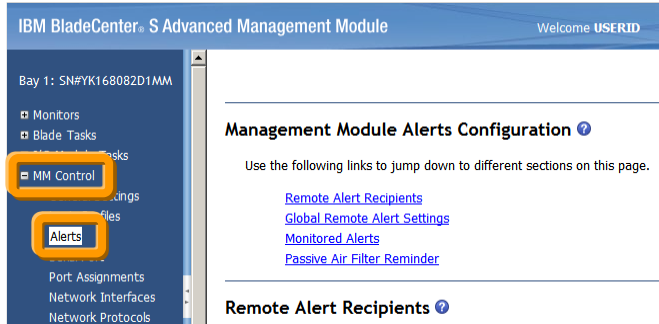 IBM BladeCenter® S Advanced Management Module
Welcome USERID
Bay 1: SN#YK168082D1MM
Monitors
Blade Tasks
Tasks
MM Control
Alerts
Port Assignments
Network Interfaces
Network Protocols
Management Module Alerts Configuration
Use the following links to jump down to different sections on this page.
Remote Alert Recipients
Global Remote Alert Settings
Monitored Alerts
Passive Air Filter Reminder
Remote Alert Recipients